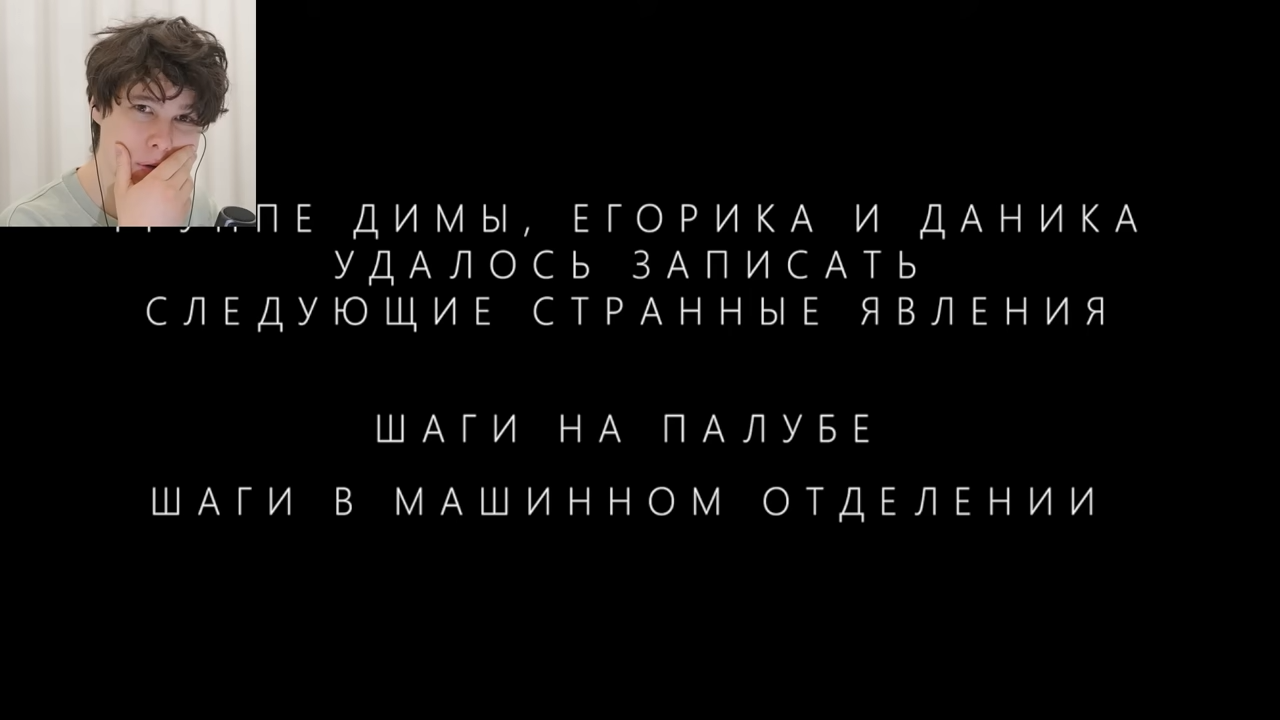 ДИМЫ, ЕГОРИКА И ДАНИКА
УДАЛОСЬ ЗАПИСАТЬ
СЛЕДУЮЩИЕ СТРАННЫЕ ЯВЛЕНИЯ
ШАГИ НА ПАЛУБЕ
ШАГИ В МАШИННОМ ОТДЕЛЕНИИ